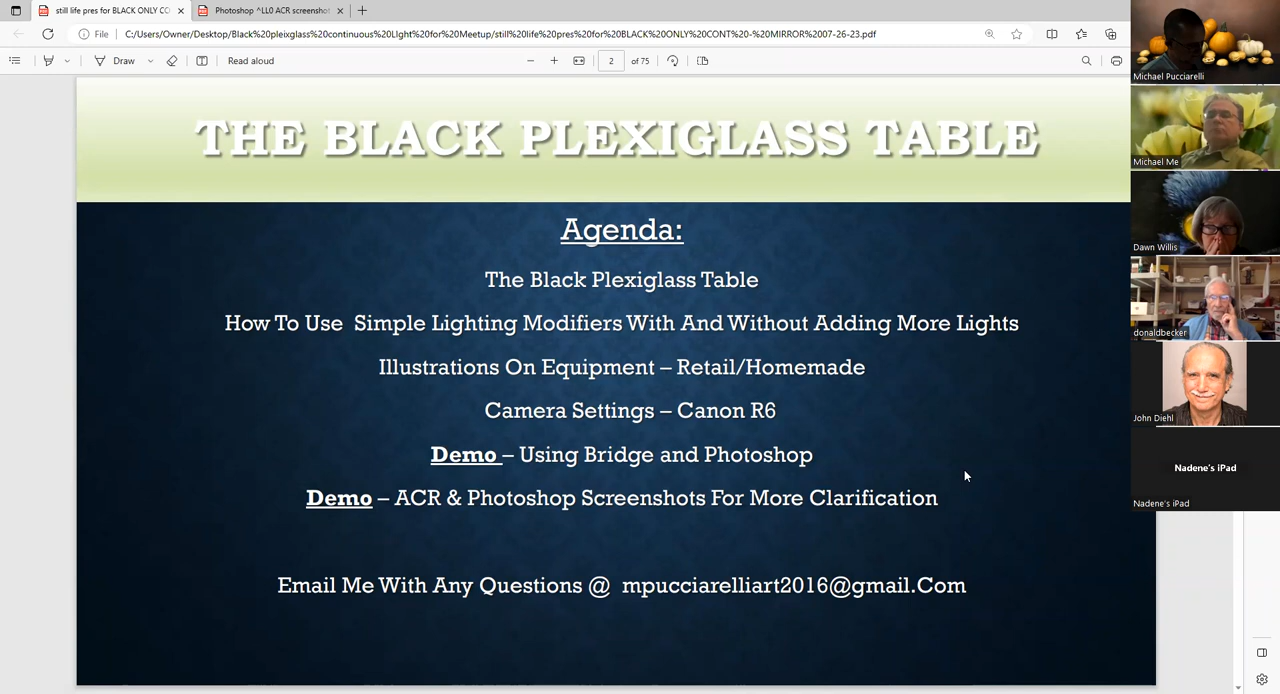 still life pres for BLACK ONLY CO
Photoshop ^LL0 ACR screenshot
File
C:/Users/Owner/Desktop/Black%20pleixglass%20continuous%20LIght%20for%20Meetup/still%20life%20pres%20for%20BLACK%20ONLY%20CONT%20-%20MIRROR%2007-26-23.pdf
Draw
Read aloud
2 of 75
THE BLACK PLEXIGLASS TABLE
Agenda:
The Black Plexiglass Table
How To Use Simple Lighting Modifiers With And Without Adding More Lights
Illustrations On Equipment – Retail/Homemade
Camera Settings – Canon R6
Demo – Using Bridge and Photoshop
Demo – ACR & Photoshop Screenshots For More Clarification
Email Me With Any Questions @ mpucciarelliart2016@gmail.Com
Michael Pucciarelli
Michael Me
Dawn Willis
donaldbecker
John Diehl
Nadene's iPad
Nadene's iPad